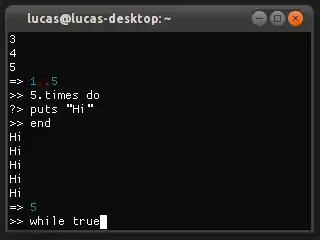 lucas@lucas-desktop: ~
3
4
5
=> 1..5
>> 5.times do
?> puts "Hi"
>> end
Hi
Hi
Hi
Hi
Hi
=> 5
>> while true